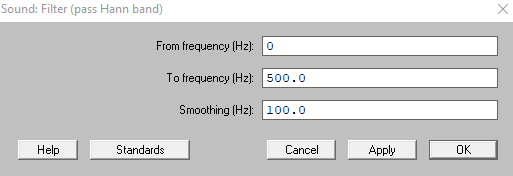 Sound: Filter (pass Hann band)
From frequency (Hz): 0
To frequency (Hz): 500.0
Smoothing (Hz): 100.0
Help Standards Cancel Apply OK